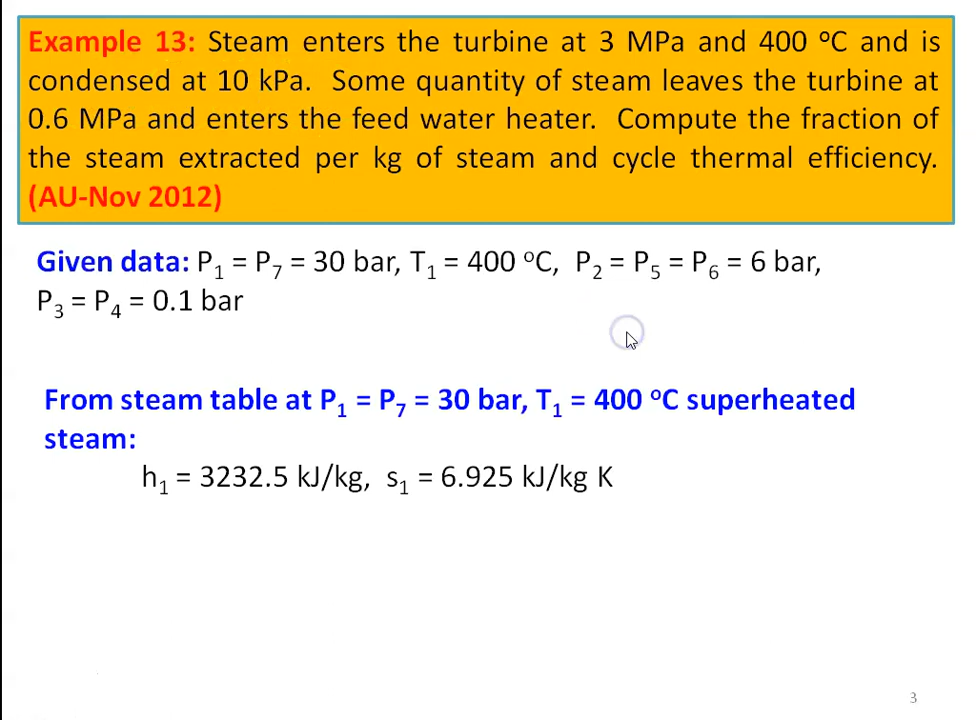 Example 13: Steam enters the turbine at 3 MPa and 400 ᵒC and is
condensed at 10 kPa. Some quantity of steam leaves the turbine at
0.6 MPa and enters the feed water heater. Compute the fraction of
the steam extracted per kg of steam and cycle thermal efficiency.
(AU-Nov 2012)
Given data: P₁ = P₇ = 30 bar, T₁ = 400 ᵒC, P₂ = P₅ = P₆ = 6 bar,
P₃ = P₄ = 0.1 bar
From steam table at P₁ = P₇ = 30 bar, T₁ = 400 ᵒC superheated
steam:
h₁ = 3232.5 kJ/kg, s₁ = 6.925 kJ/kg K
3